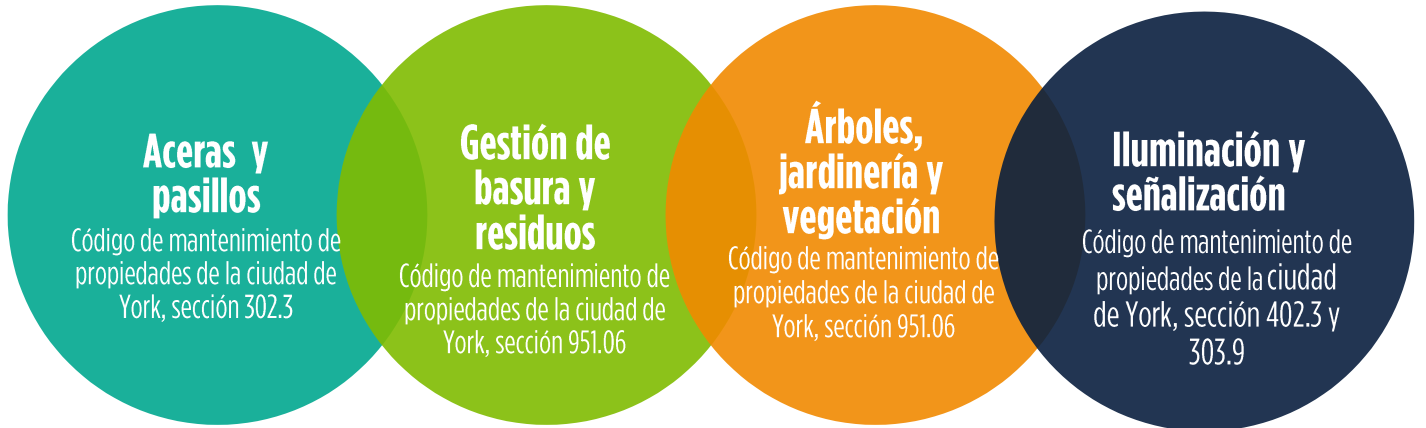 Aceras y
pasillos
Código de mantenimiento de
propiedades de la ciudad de
York, sección 302.3
Gestión de
basura y
residuos
Código de mantenimiento de
propiedades de la ciudad de
York, sección 951.06
Árboles,
jardinería y
vegetación
Código de mantenimiento de
propiedades de la ciudad de
York, sección 951.06
Iluminación y
señalización
Código de mantenimiento de
propiedades de la ciudad
de York, sección 402.3 y
303.9